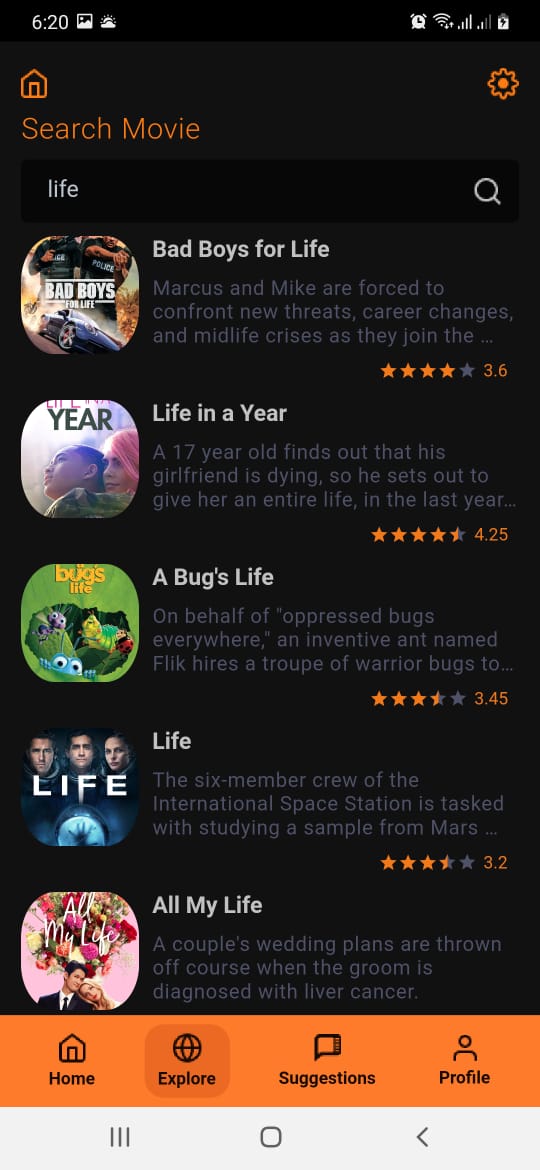 6:20
Search Movie
life
POLICE
POLICE
BAD BOYS
FOR LIFE
Bad Boys for Life
Marcus and Mike are forced to
confront new threats, career changes,
and midlife crises as they join the ...
3.6
LIFE IN A
YEAR
Life in a Year
A 17 year old finds out that his
girlfriend is dying, so he sets out to
give her an entire life, in the last year...
4.25
bug's
life
A Bug's Life
On behalf of "oppressed bugs
everywhere," an inventive ant named
Flik hires a troupe of warrior bugs to...
3.45
LIFE
Life
The six-member crew of the
International Space Station is tasked
with studying a sample from Mars ...
3.2
All
My Life
All My Life
A couple's wedding plans are thrown
off course when the groom is
diagnosed with liver cancer.
Home
Explore
Suggestions
Profile